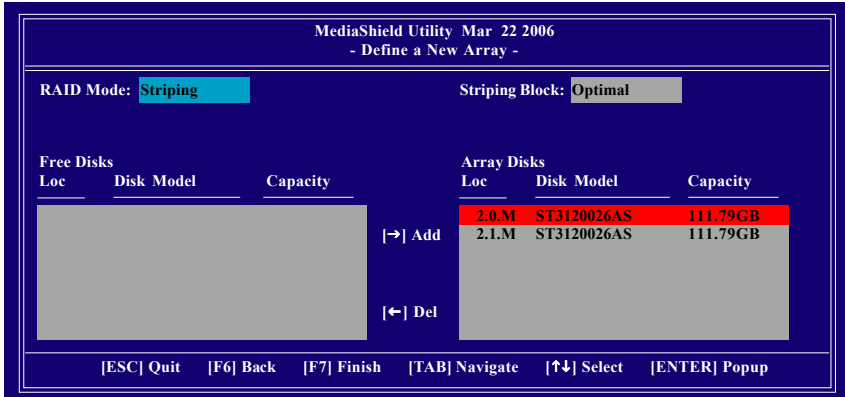 MediaShield Utility Mar 22 2006
- Define a New Array -
RAID Mode: Striping Striping Block: Optimal
Free Disks Array Disks
Loc Disk Model Capacity Loc Disk Model Capacity
2.0.M ST3120026AS 111.79GB
[→] Add 2.1.M ST3120026AS 111.79GB
[←] Del
[ESC] Quit [F6] Back [F7] Finish [TAB] Navigate [↑↓] Select [ENTER] Popup